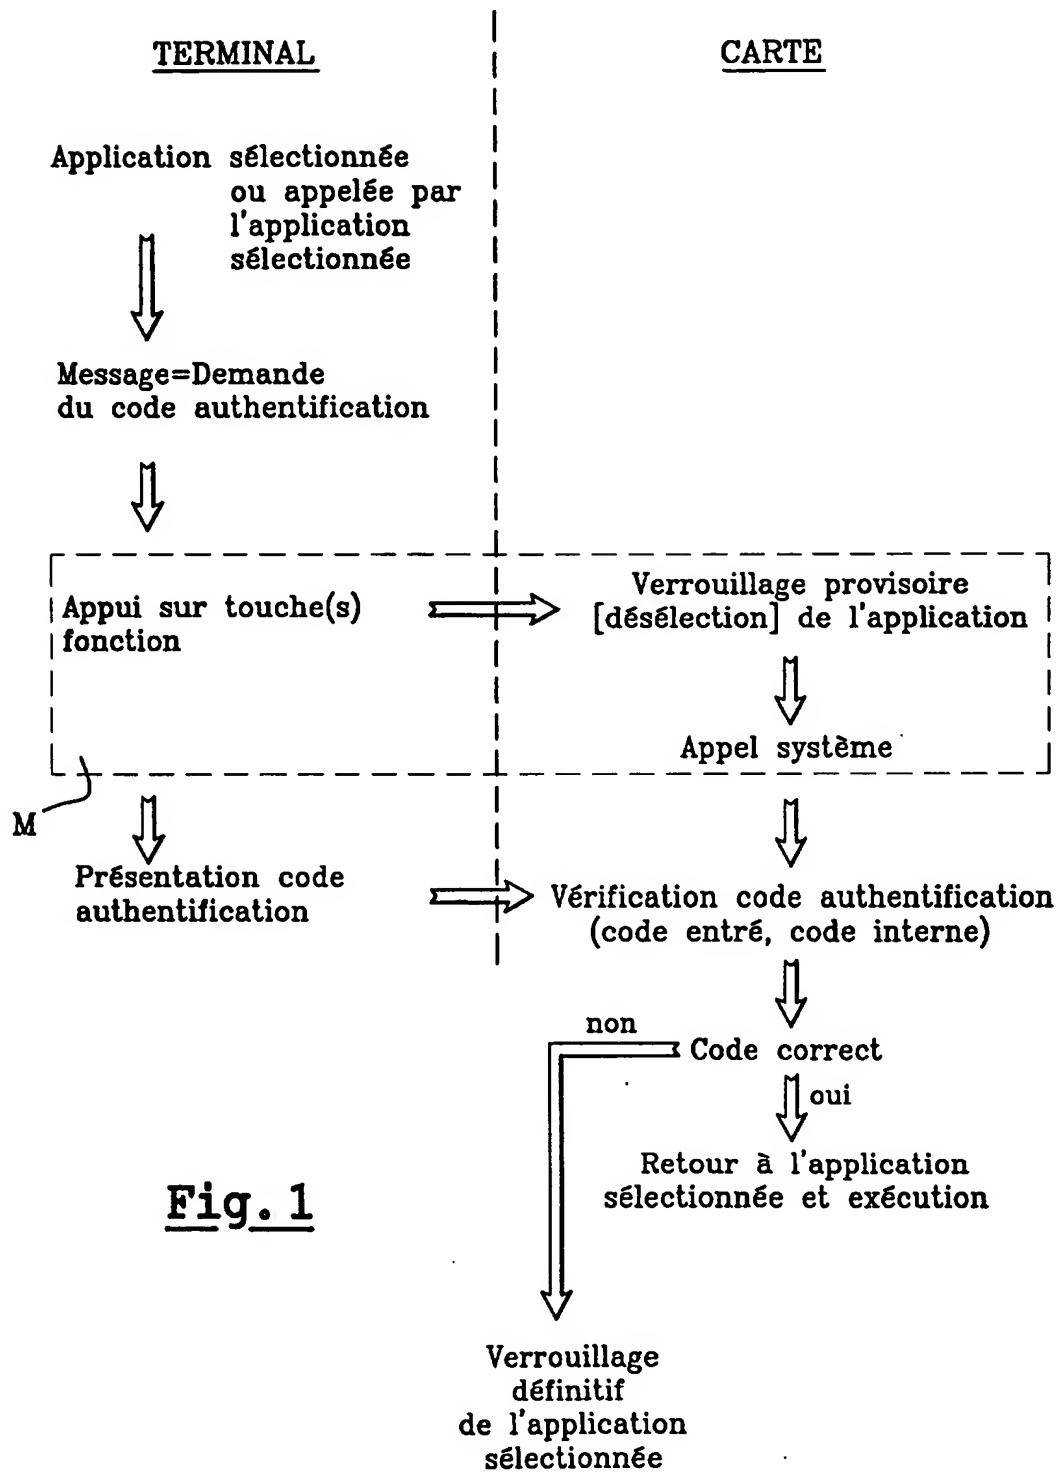 TERMINAL
CARTE
Application sélectionnée
ou appelée par
l'application
sélectionnée
Message=Demande
du code authentification
Appui sur touche(s)
fonction
Verrouillage provisoire
[désélection] de l'application
Appel système
M
Présentation code
authentification
Vérification code authentification
(code entré, code interne)
non
Code correct
oui
Retour à l'application
sélectionnée et exécution
Fig. 1
Verrouillage
définitif
de l'application
sélectionnée